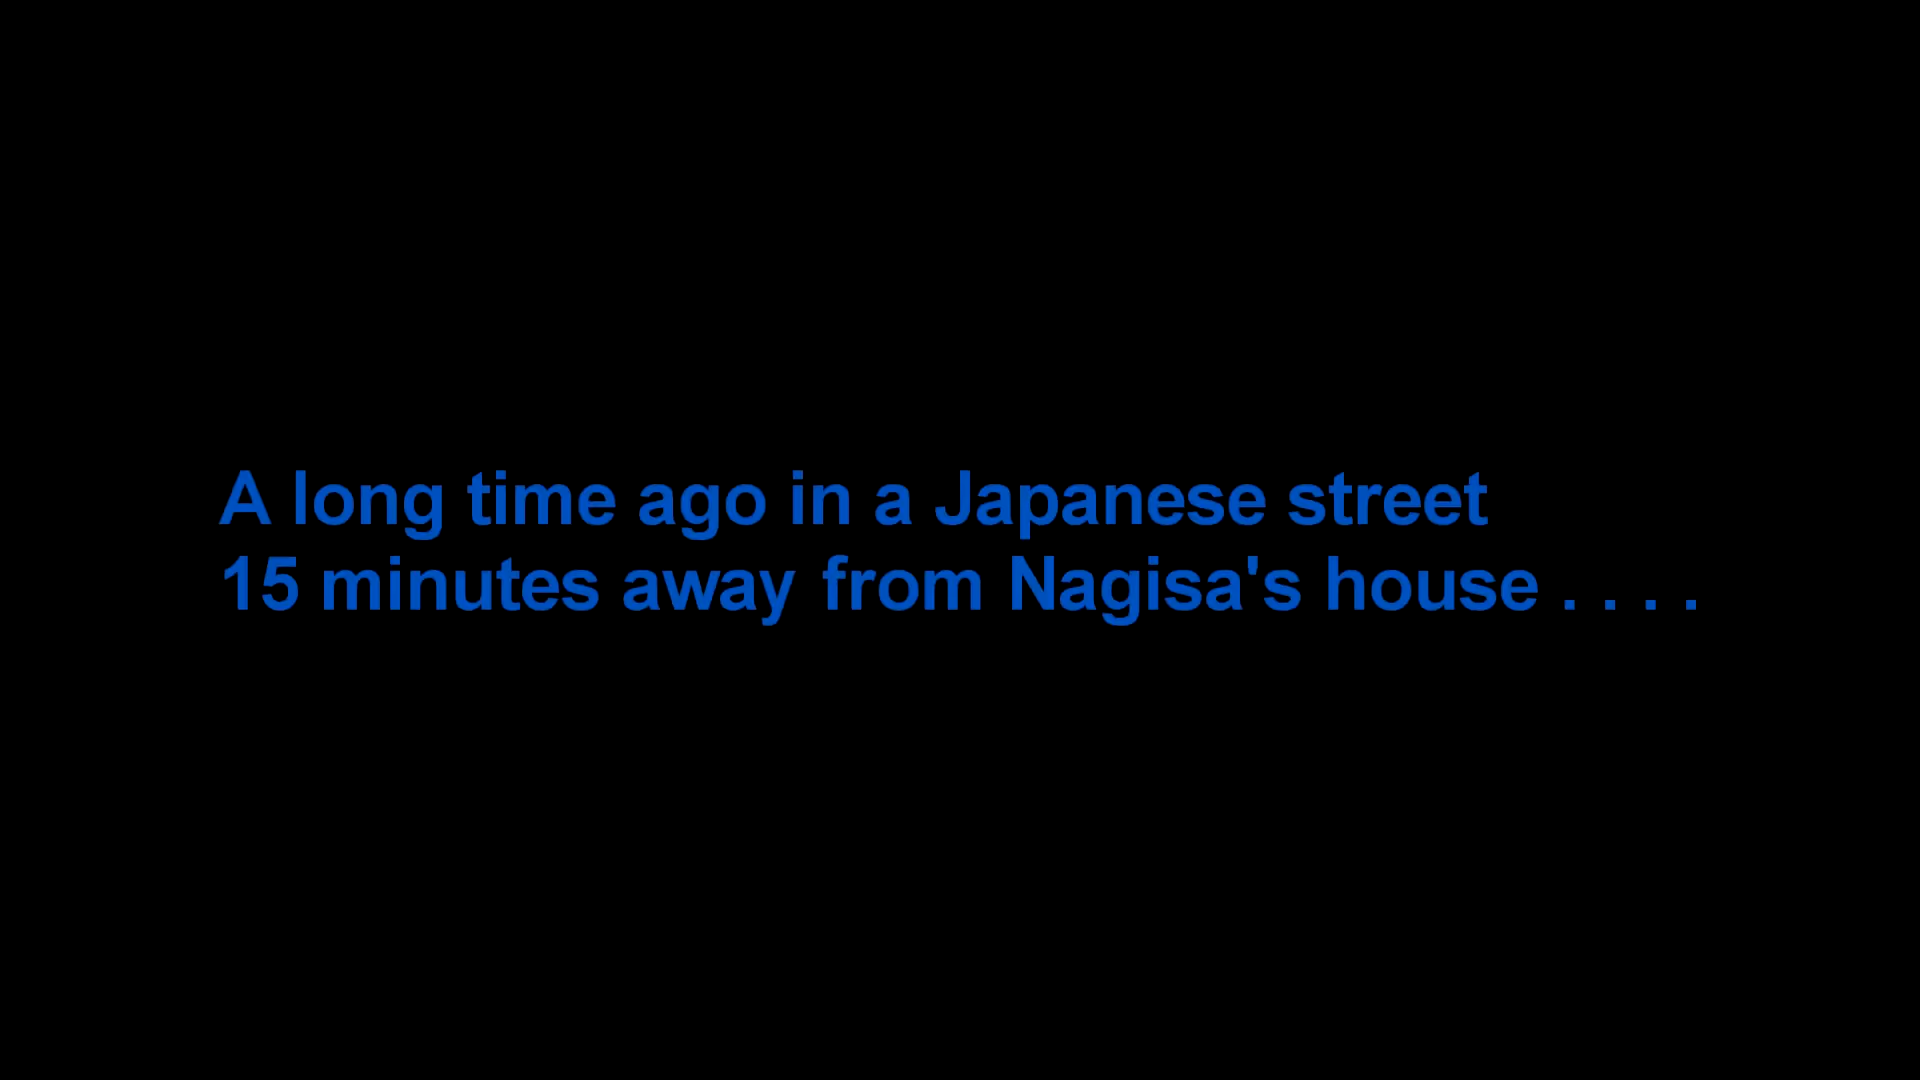 A long time ago in a Japanese street
15 minutes away from Nagisa's house . . . .